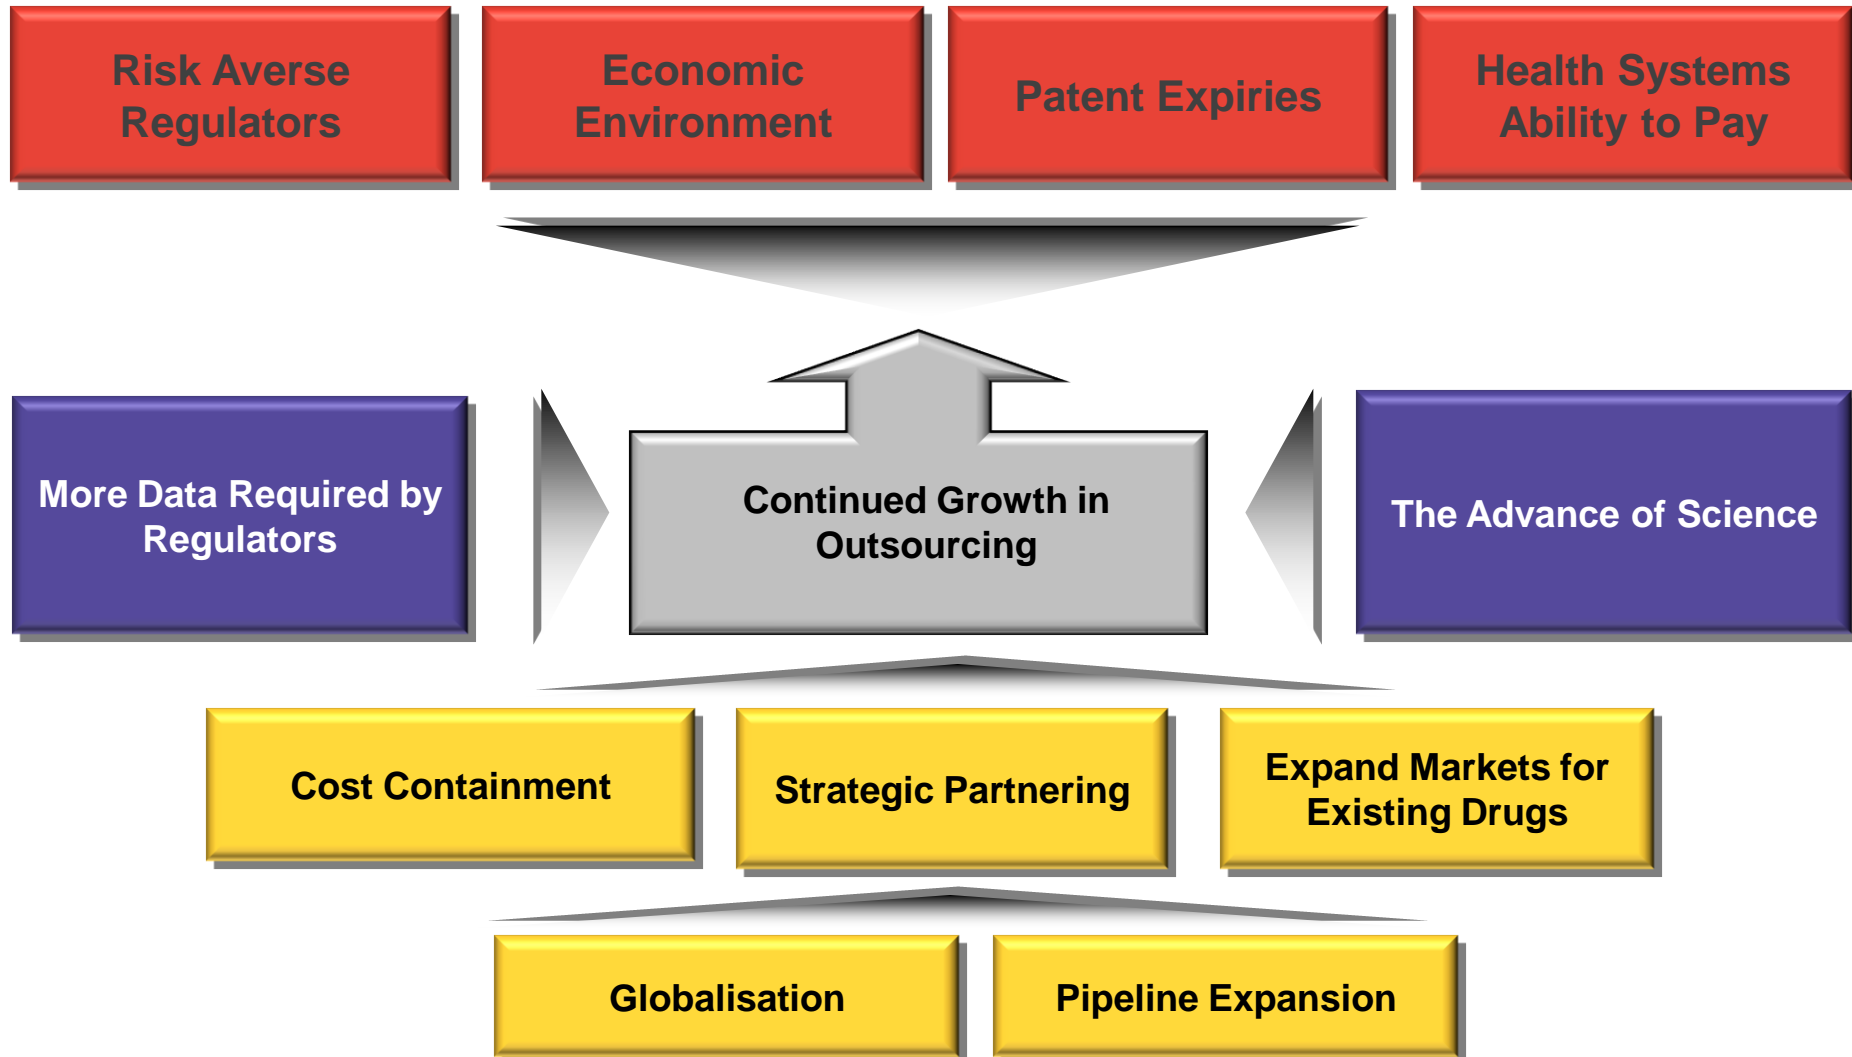 Risk Averse
Regulators
Economic
Environment
Patent Expiries
Health Systems
Ability to Pay
More Data Required by
Regulators
Continued Growth in
Outsourcing
The Advance of Science
Cost Containment
Strategic Partnering
Expand Markets for
Existing Drugs
Globalisation
Pipeline Expansion